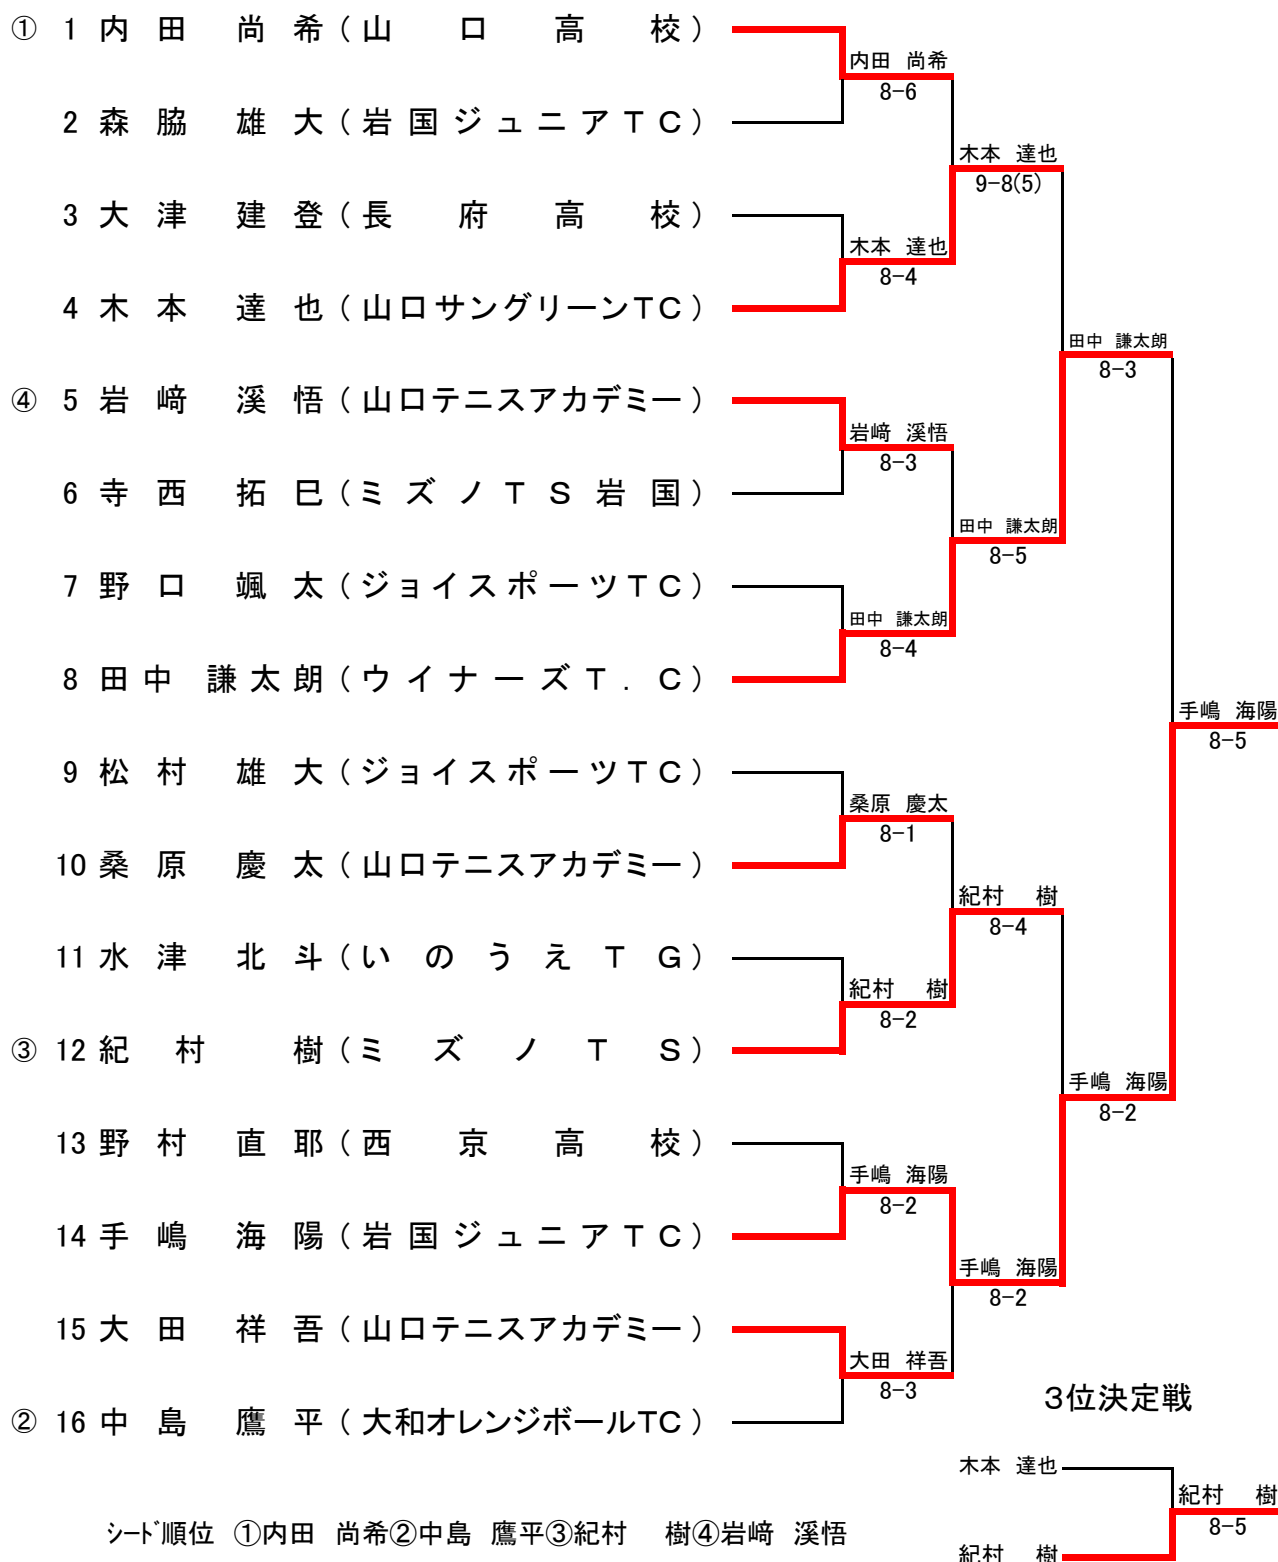 ① 1 内田 尚希(山口高校)
内田 尚希
8-6
2 森脇 雄大(岩国ジュニアTC)
木本 達也
9-8(5)
3 大津 建登(長府高校)
木本 達也
8-4
4 木本 達也(山口サングリーンTC)
田中 謙太朗
8-3
④ 5 岩﨑 溪悟(山口テニスアカデミー)
岩﨑 溪悟
8-3
6 寺西 拓巳(ミズノTS岩国)
田中 謙太朗
8-5
7 野口 颯太(ジョイスポーツTC)
田中 謙太朗
8-4
8 田中 謙太朗(ウイナーズT.C)
手嶋 海陽
8-5
9 松村 雄大(ジョイスポーツTC)
桑原 慶太
8-1
10 桑原 慶太(山口テニスアカデミー)
紀村 樹
8-4
11 水津 北斗(いのうえTG)
紀村 樹
8-2
③ 12 紀村 樹(ミズノTS)
手嶋 海陽
8-2
13 野村 直耶(西京高校)
手嶋 海陽
8-2
14 手嶋 海陽(岩国ジュニアTC)
手嶋 海陽
8-2
15 大田 祥吾(山口テニスアカデミー)
大田 祥吾
8-3
② 16 中島 鷹平(大和オレンジボールTC)
3位決定戦
木本 達也
紀村 樹
8-5
紀村 樹
シード順位 ①内田 尚希②中島 鷹平③紀村 樹④岩﨑 溪悟